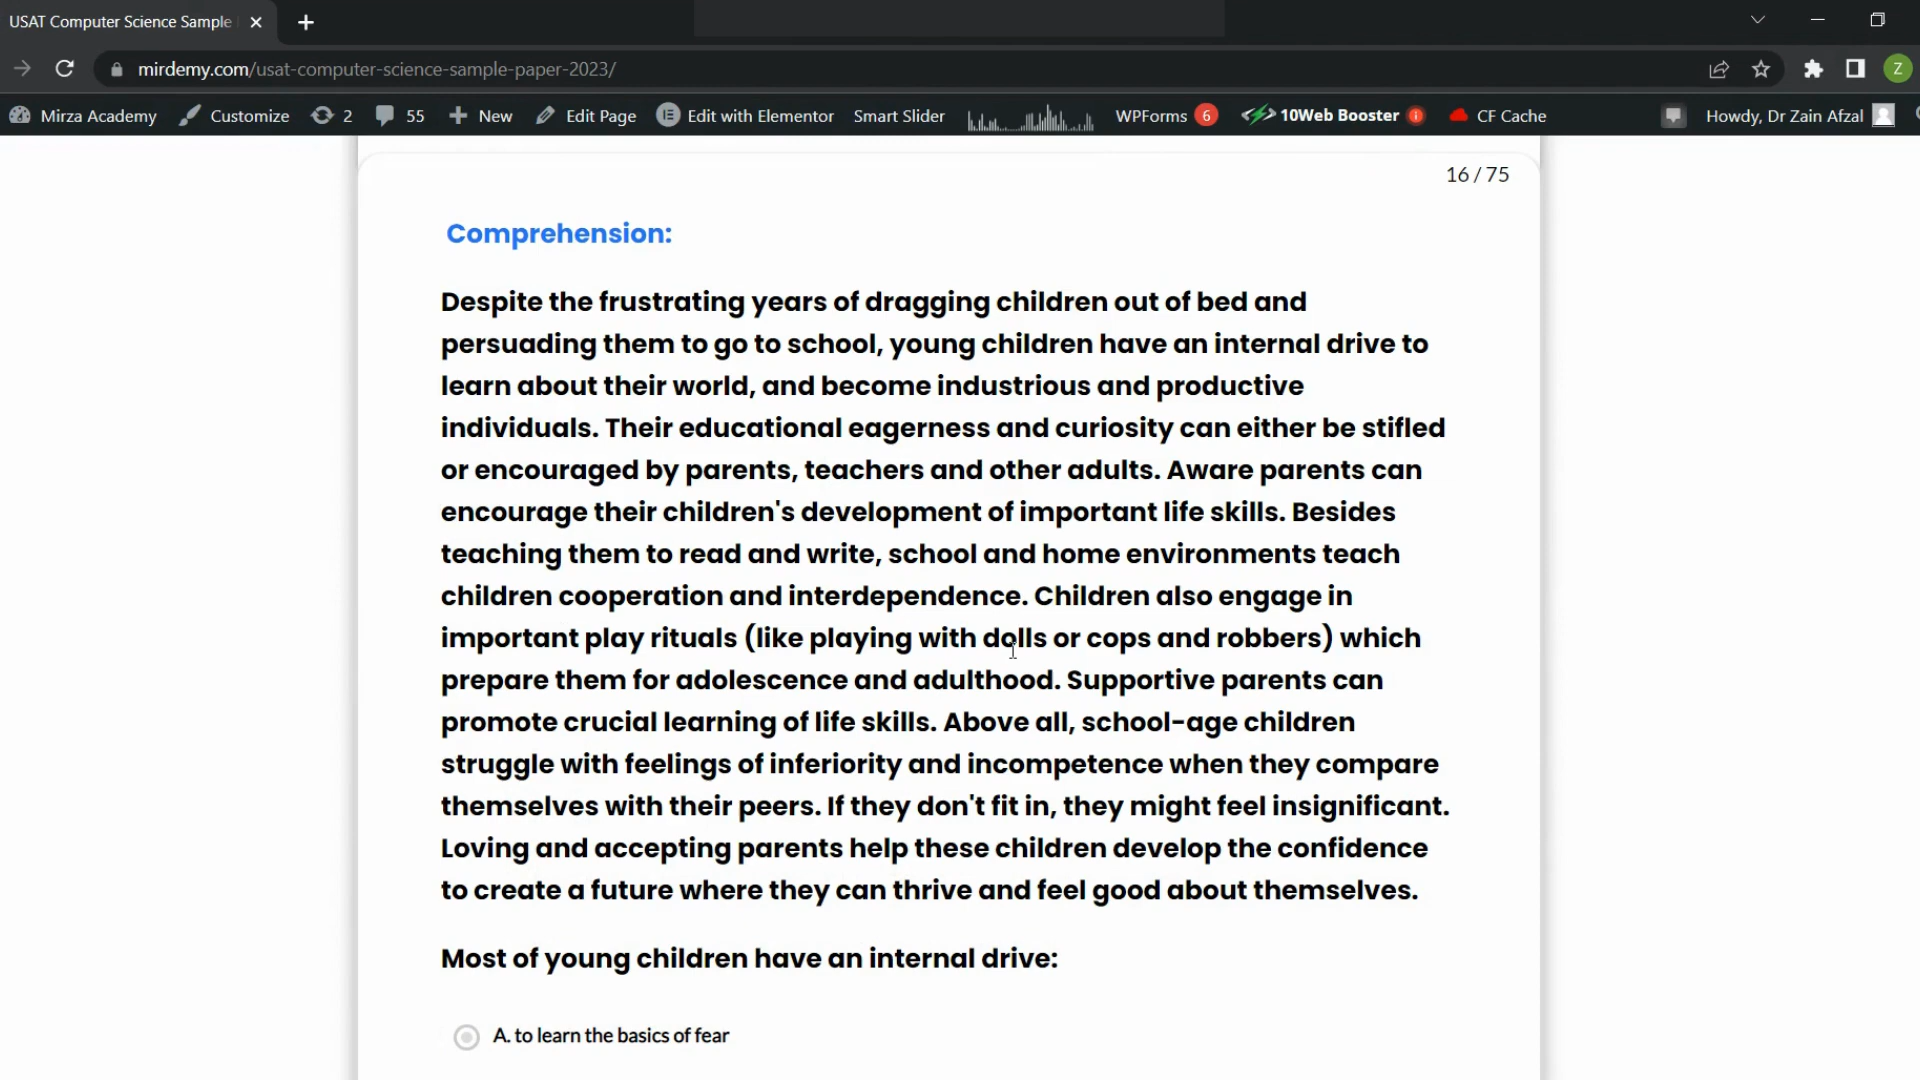 USAT Computer Science Sample
mirdemy.com/usat-computer-science-sample-paper-2023/
Z
Mirza Academy Customize 2 55 New Edit Page Edit with Elementor Smart Slider WPForms 6 10Web Booster CF Cache Howdy, Dr Zain Afzal
16 / 75
Comprehension:
Despite the frustrating years of dragging children out of bed and
persuading them to go to school, young children have an internal drive to
learn about their world, and become industrious and productive
individuals. Their educational eagerness and curiosity can either be stifled
or encouraged by parents, teachers and other adults. Aware parents can
encourage their children's development of important life skills. Besides
teaching them to read and write, school and home environments teach
children cooperation and interdependence. Children also engage in
important play rituals (like playing with dolls or cops and robbers) which
prepare them for adolescence and adulthood. Supportive parents can
promote crucial learning of life skills. Above all, school-age children
struggle with feelings of inferiority and incompetence when they compare
themselves with their peers. If they don't fit in, they might feel insignificant.
Loving and accepting parents help these children develop the confidence
to create a future where they can thrive and feel good about themselves.
Most of young children have an internal drive:
A. to learn the basics of fear